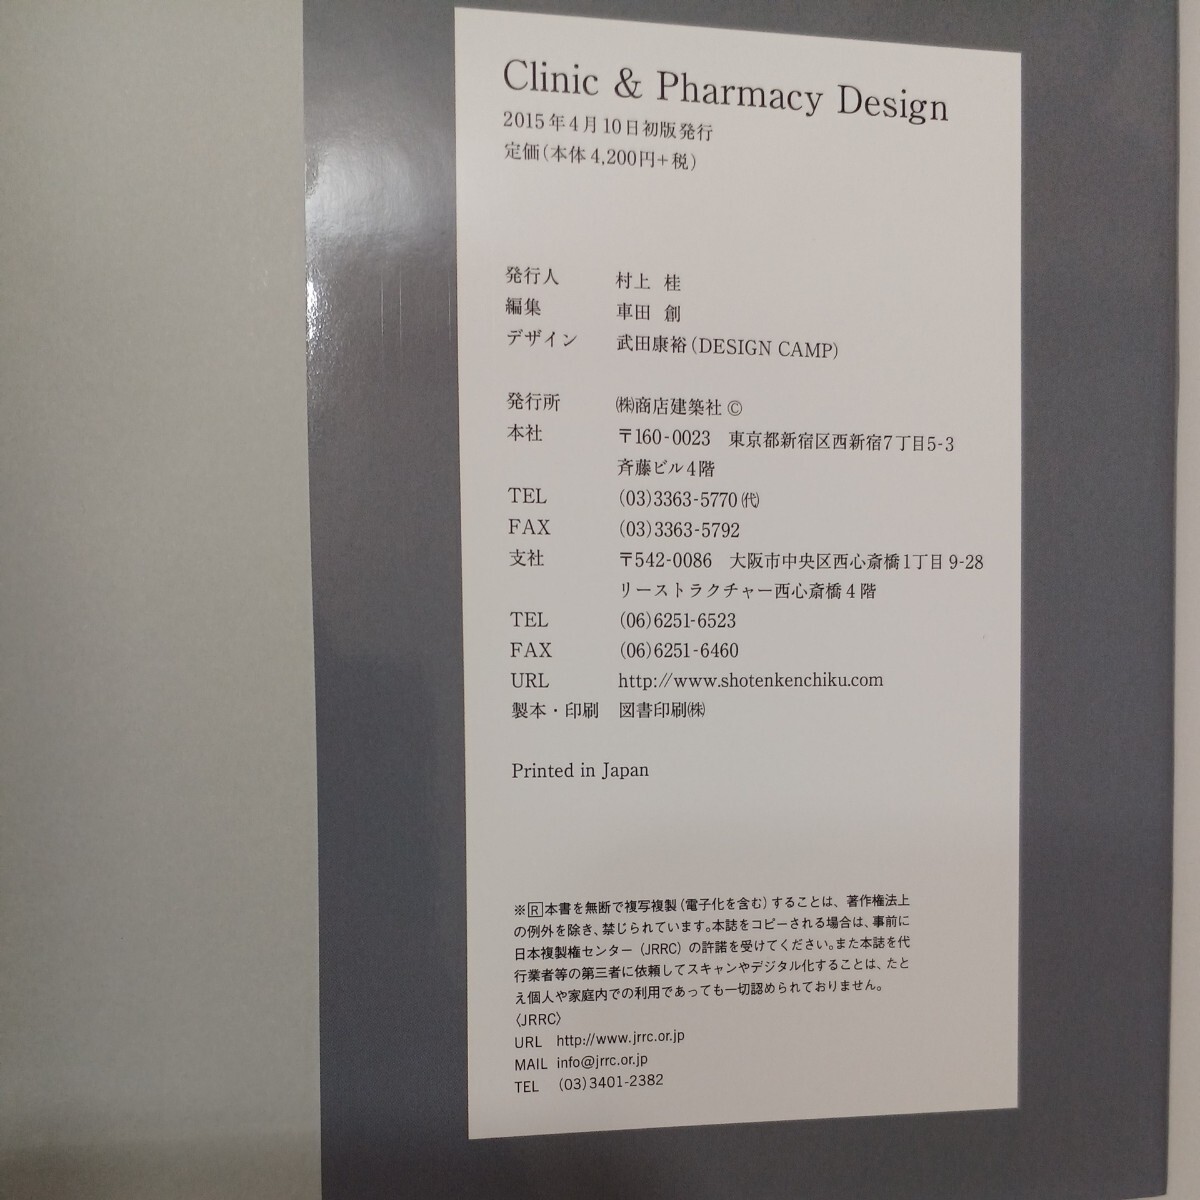 Clinic & Pharmacy Design
2015年4月10日初版発行
定価(本体4,200円+税)
発行人 村上 桂
編集 車田 創
デザイン 武田康裕(DESIGN CAMP)
発行所 ㈱商店建築社 ©
本社 〒160-0023 東京都新宿区西新宿7丁目5-3
斉藤ビル4階
TEL (03)3363-5770㈹
FAX (03)3363-5792
支社 〒542-0086 大阪市中央区西心斎橋1丁目9-28
リーストラクチャー西心斎橋4階
TEL (06)6251-6523
FAX (06)6251-6460
URL http://www.shotenkenchiku.com
製本・印刷 図書印刷㈱
Printed in Japan
※🅁本書を無断で複写複製(電子化を含む)することは、著作権法上
の例外を除き、禁じられています。本誌をコピーされる場合は、事前に
日本複製権センター(JRRC)の許諾を受けてください。また本誌を代
行業者等の第三者に依頼してスキャンやデジタル化することは、たと
え個人や家庭内での利用であっても一切認められておりません。
〈JRRC〉
URL http://www.jrrc.or.jp
MAIL info@jrrc.or.jp
TEL (03)3401-2382